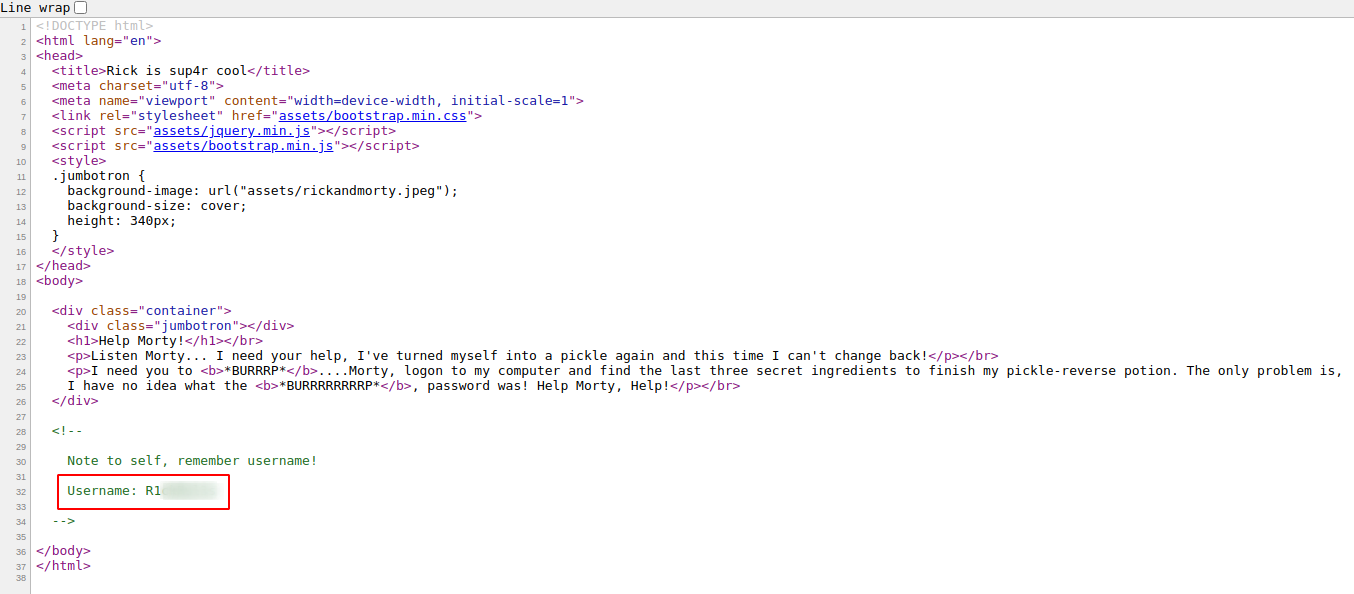 Line wrap
1 <!DOCTYPE html>
2 <html lang="en">
3 <head>
4   <title>Rick is sup4r cool</title>
5   <meta charset="utf-8">
6   <meta name="viewport" content="width=device-width, initial-scale=1">
7   <link rel="stylesheet" href="assets/bootstrap.min.css">
8   <script src="assets/jquery.min.js"></script>
9   <script src="assets/bootstrap.min.js"></script>
10   <style>
11   .jumbotron {
12     background-image: url("assets/rickandmorty.jpeg");
13     background-size: cover;
14     height: 340px;
15   }
16   </style>
17 </head>
18 <body>
19
20   <div class="container">
21     <div class="jumbotron"></div>
22     <h1>Help Morty!</h1></br>
23     <p>Listen Morty... I need your help, I've turned myself into a pickle again and this time I can't change back!</p></br>
24     <p>I need you to <b>*BURRRP*</b>....Morty, logon to my computer and find the last three secret ingredients to finish my pickle-reverse potion. The only problem is,
25     I have no idea what the <b>*BURRRRRRRRP*</b>, password was! Help Morty, Help!</p></br>
26   </div>
27
28   <!--
29
30     Note to self, remember username!
31
32     Username: R1
33
34   -->
35
36 </body>
37 </html>
38